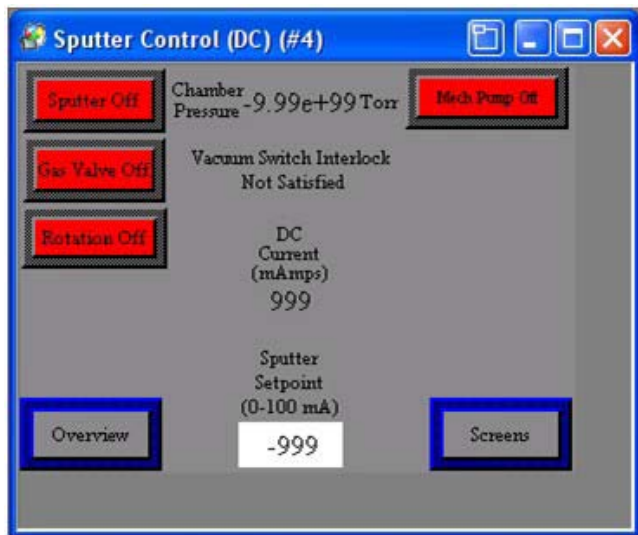 Sputter Control (DC) (#4)
Sputter Off
Chamber Pressure -9.99e+99 Torr
Mech Pump Off
Gas Valve Off
Vacuum Switch Interlock
Not Satisfied
Rotation Off
DC
Current
(mAmps)
999
Sputter
Setpoint
(0-100 mA)
-999
Overview
Screens